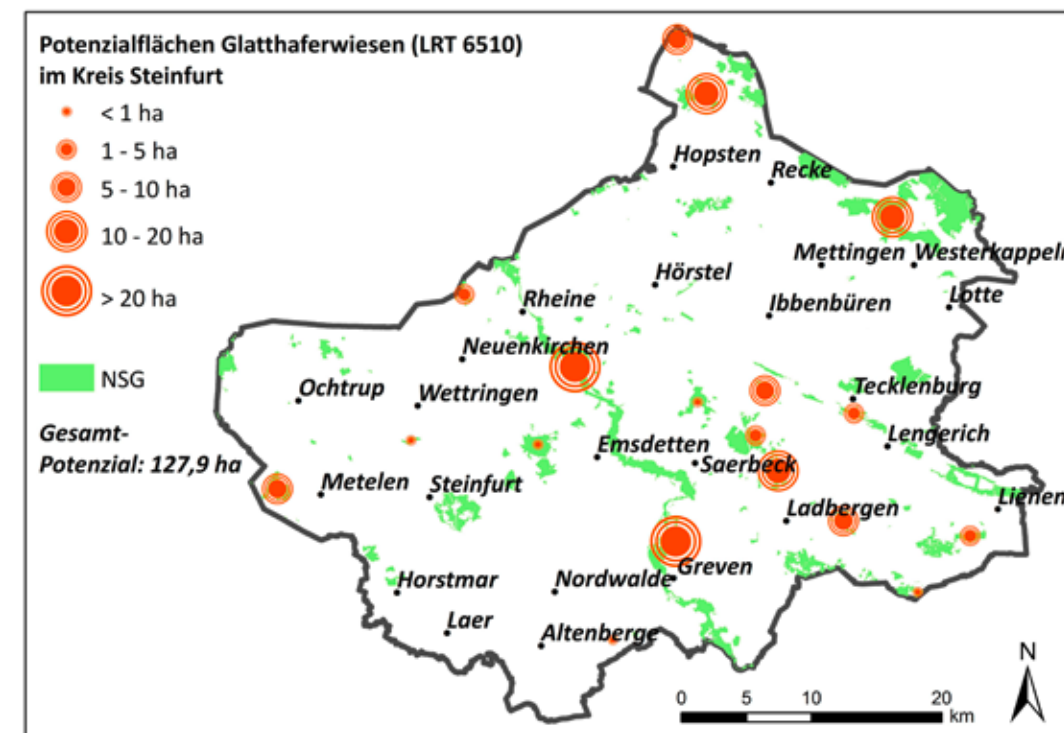 Potenzialflächen Glatthaferwiesen (LRT 6510)
im Kreis Steinfurt
< 1 ha
1 - 5 ha
5 - 10 ha
10 - 20 ha
> 20 ha
NSG
Gesamt-
Potenzial: 127,9 ha
Hopsten
Recke
Mettingen
Westerkappeln
Hörstel
Rheine
Ibbenbüren
Lotte
Neuenkirchen
Ochtrup
Wettringen
Tecklenburg
Emsdetten
Lengerich
Saerbeck
Metelen
Steinfurt
Ladbergen
Lienen
Horstmar
Nordwalde
Greven
Laer
Altenberge
N
0 5 10 20
km